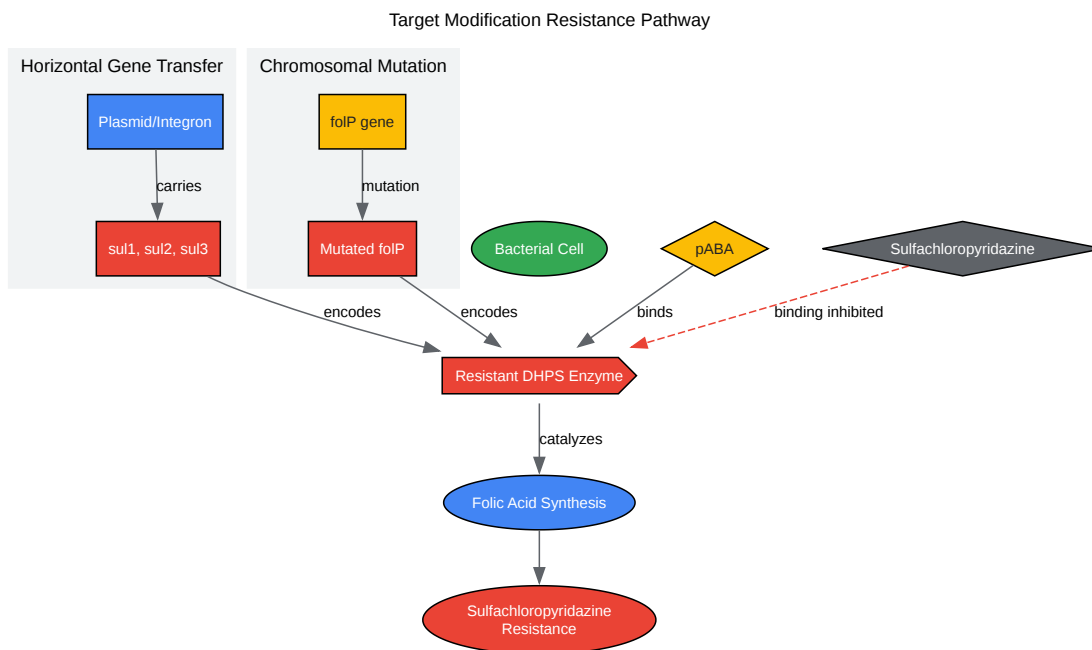 Target Modification Resistance Pathway
Horizontal Gene Transfer
Chromosomal Mutation
Plasmid/Integron
folP gene
carries
mutation
sul1, sul2, sul3
Mutated folP
Bacterial Cell
pABA
Sulfachloropyridazine
encodes
encodes
binds
binding inhibited
Resistant DHPS Enzyme
catalyzes
Folic Acid Synthesis
Sulfachloropyridazine
Resistance